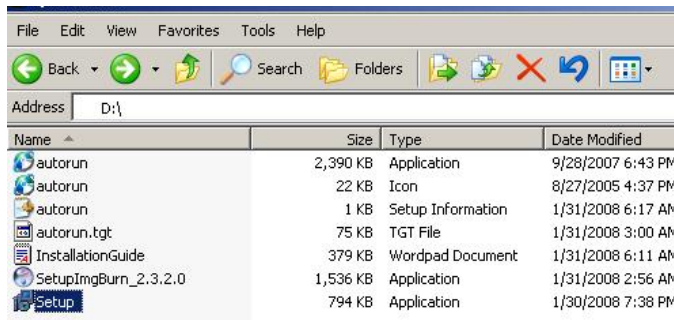 File Edit View Favorites Tools Help
Back Search Folders
Address D:\
Name Size Type Date Modified
autorun 2,390 KB Application 9/28/2007 6:43 PM
autorun 22 KB Icon 8/27/2005 4:37 PM
autorun 1 KB Setup Information 1/31/2008 6:17 AM
autorun.tgt 75 KB TGT File 1/31/2008 3:00 AM
InstallationGuide 379 KB Wordpad Document 1/31/2008 6:11 AM
SetupImgBurn_2.3.2.0 1,536 KB Application 1/31/2008 2:56 AM
Setup 794 KB Application 1/30/2008 7:38 PM